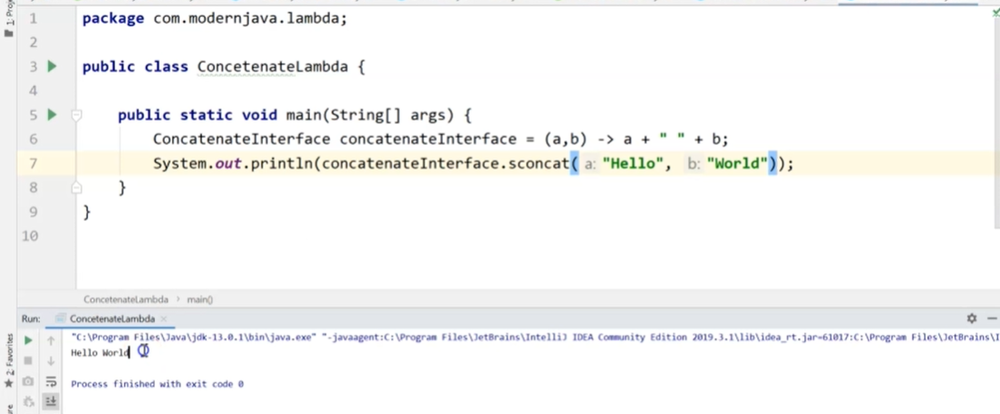 1: Proj
1 package com.modernjava.lambda;
2
3 public class ConcetenateLambda {
4
5 public static void main(String[] args) {
6 ConcatenateInterface concatenateInterface = (a,b) -> a + " " + b;
7 System.out.println(concatenateInterface.sconcat( a: "Hello", b: "World"));
8 }
9 }
10
ConcetenateLambda › main()
Run: ConcetenateLambda ×
"C:\Program Files\Java\jdk-13.0.1\bin\java.exe" "-javaagent:C:\Program Files\JetBrains\IntelliJ IDEA Community Edition 2019.3.1\lib\idea_rt.jar=61017:C:\Program Files\JetBrains\I
Hello World
Process finished with exit code 0
2: Favorites